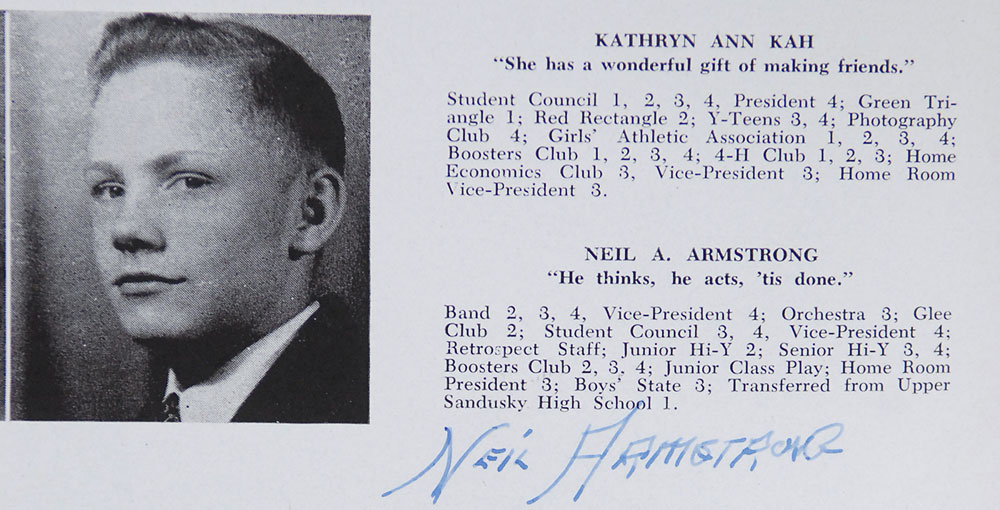 KATHRYN ANN KAH
"She has a wonderful gift of making friends."
Student Council 1, 2, 3, 4, President 4; Green Tri-
angle 1; Red Rectangle 2; Y-Teens 3, 4; Photography
Club 4; Girls' Athletic Association 1, 2, 3, 4;
Boosters Club 1, 2, 3, 4; 4-H Club 1, 2, 3; Home
Economics Club 3, Vice-President 3; Home Room
Vice-President 3.
NEIL A. ARMSTRONG
"He thinks, he acts, 'tis done."
Band 2, 3, 4, Vice-President 4; Orchestra 3; Glee
Club 2; Student Council 3, 4, Vice-President 4;
Retrospect Staff; Junior Hi-Y 2; Senior Hi-Y 3, 4;
Boosters Club 2, 3. 4; Junior Class Play; Home Room
President 3; Boys' State 3; Transferred from Upper
Sandusky High School 1.
NEIL ARMSTRONG